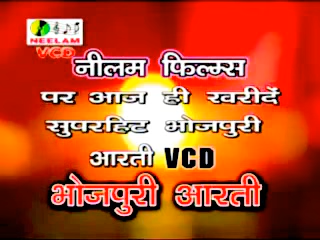 NEELAM
VCD
नीलम फिल्म्स
पर आज ही खरीदें
सुपरहिट भोजपुरी
आरती VCD
भोजपुरी आरती